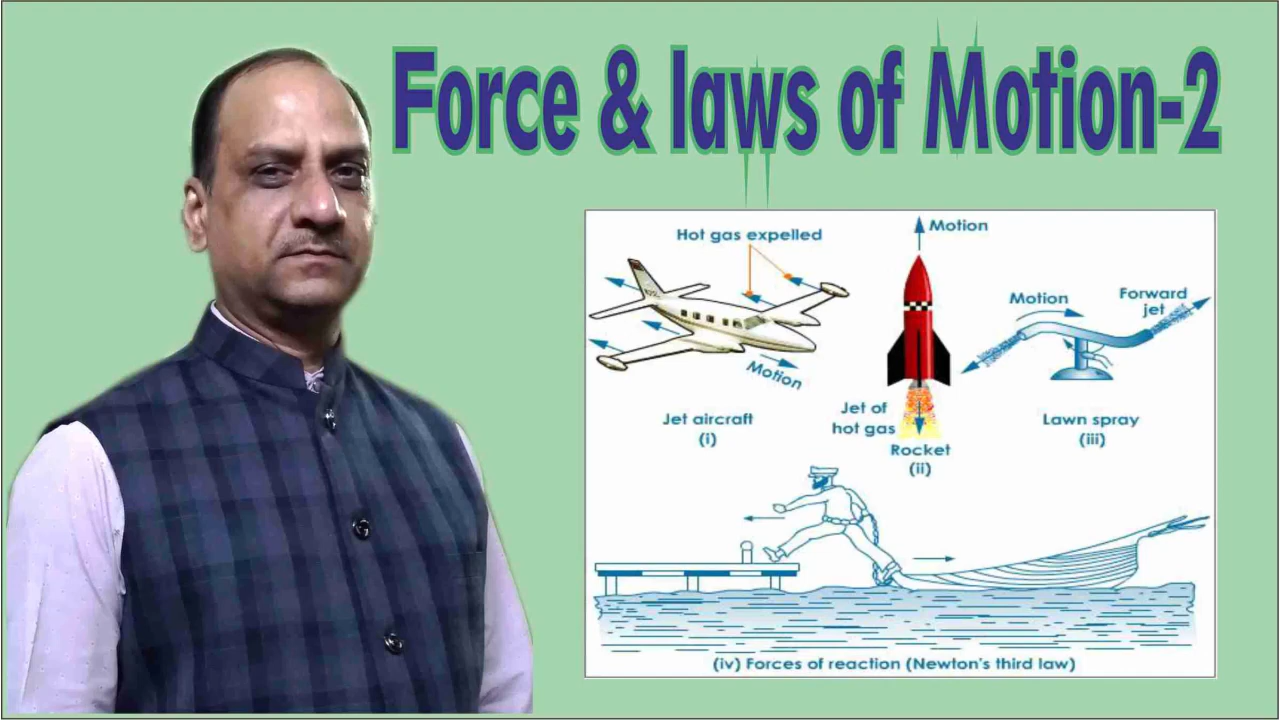 Force & laws of Motion-2
Hot gas expelled
Motion
Jet aircraft
(i)
Motion
Jet of
hot gas
Rocket
(ii)
Motion
Forward
jet
Lawn spray
(iii)
(iv) Forces of reaction (Newton's third law)